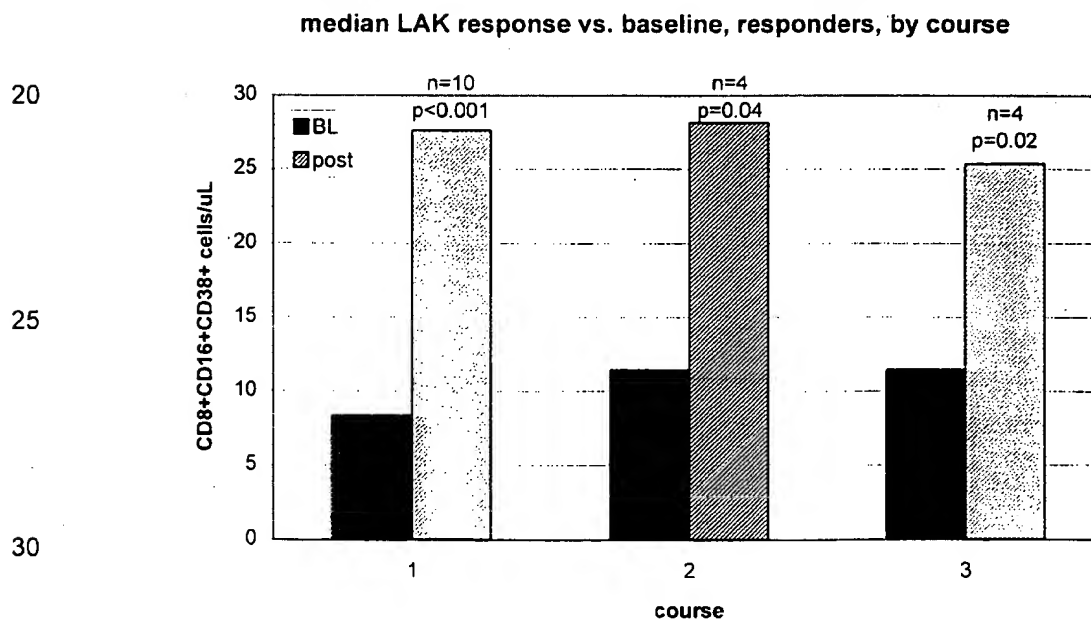 median LAK response vs. baseline, responders, by course
20
n=10
n=4
30
p<0.001
p=0.04
n=4
BL
p=0.02
post
25
CD8+CD16+CD38+ cells/uL
20
25
15
10
5
30
0
1
2
3
course